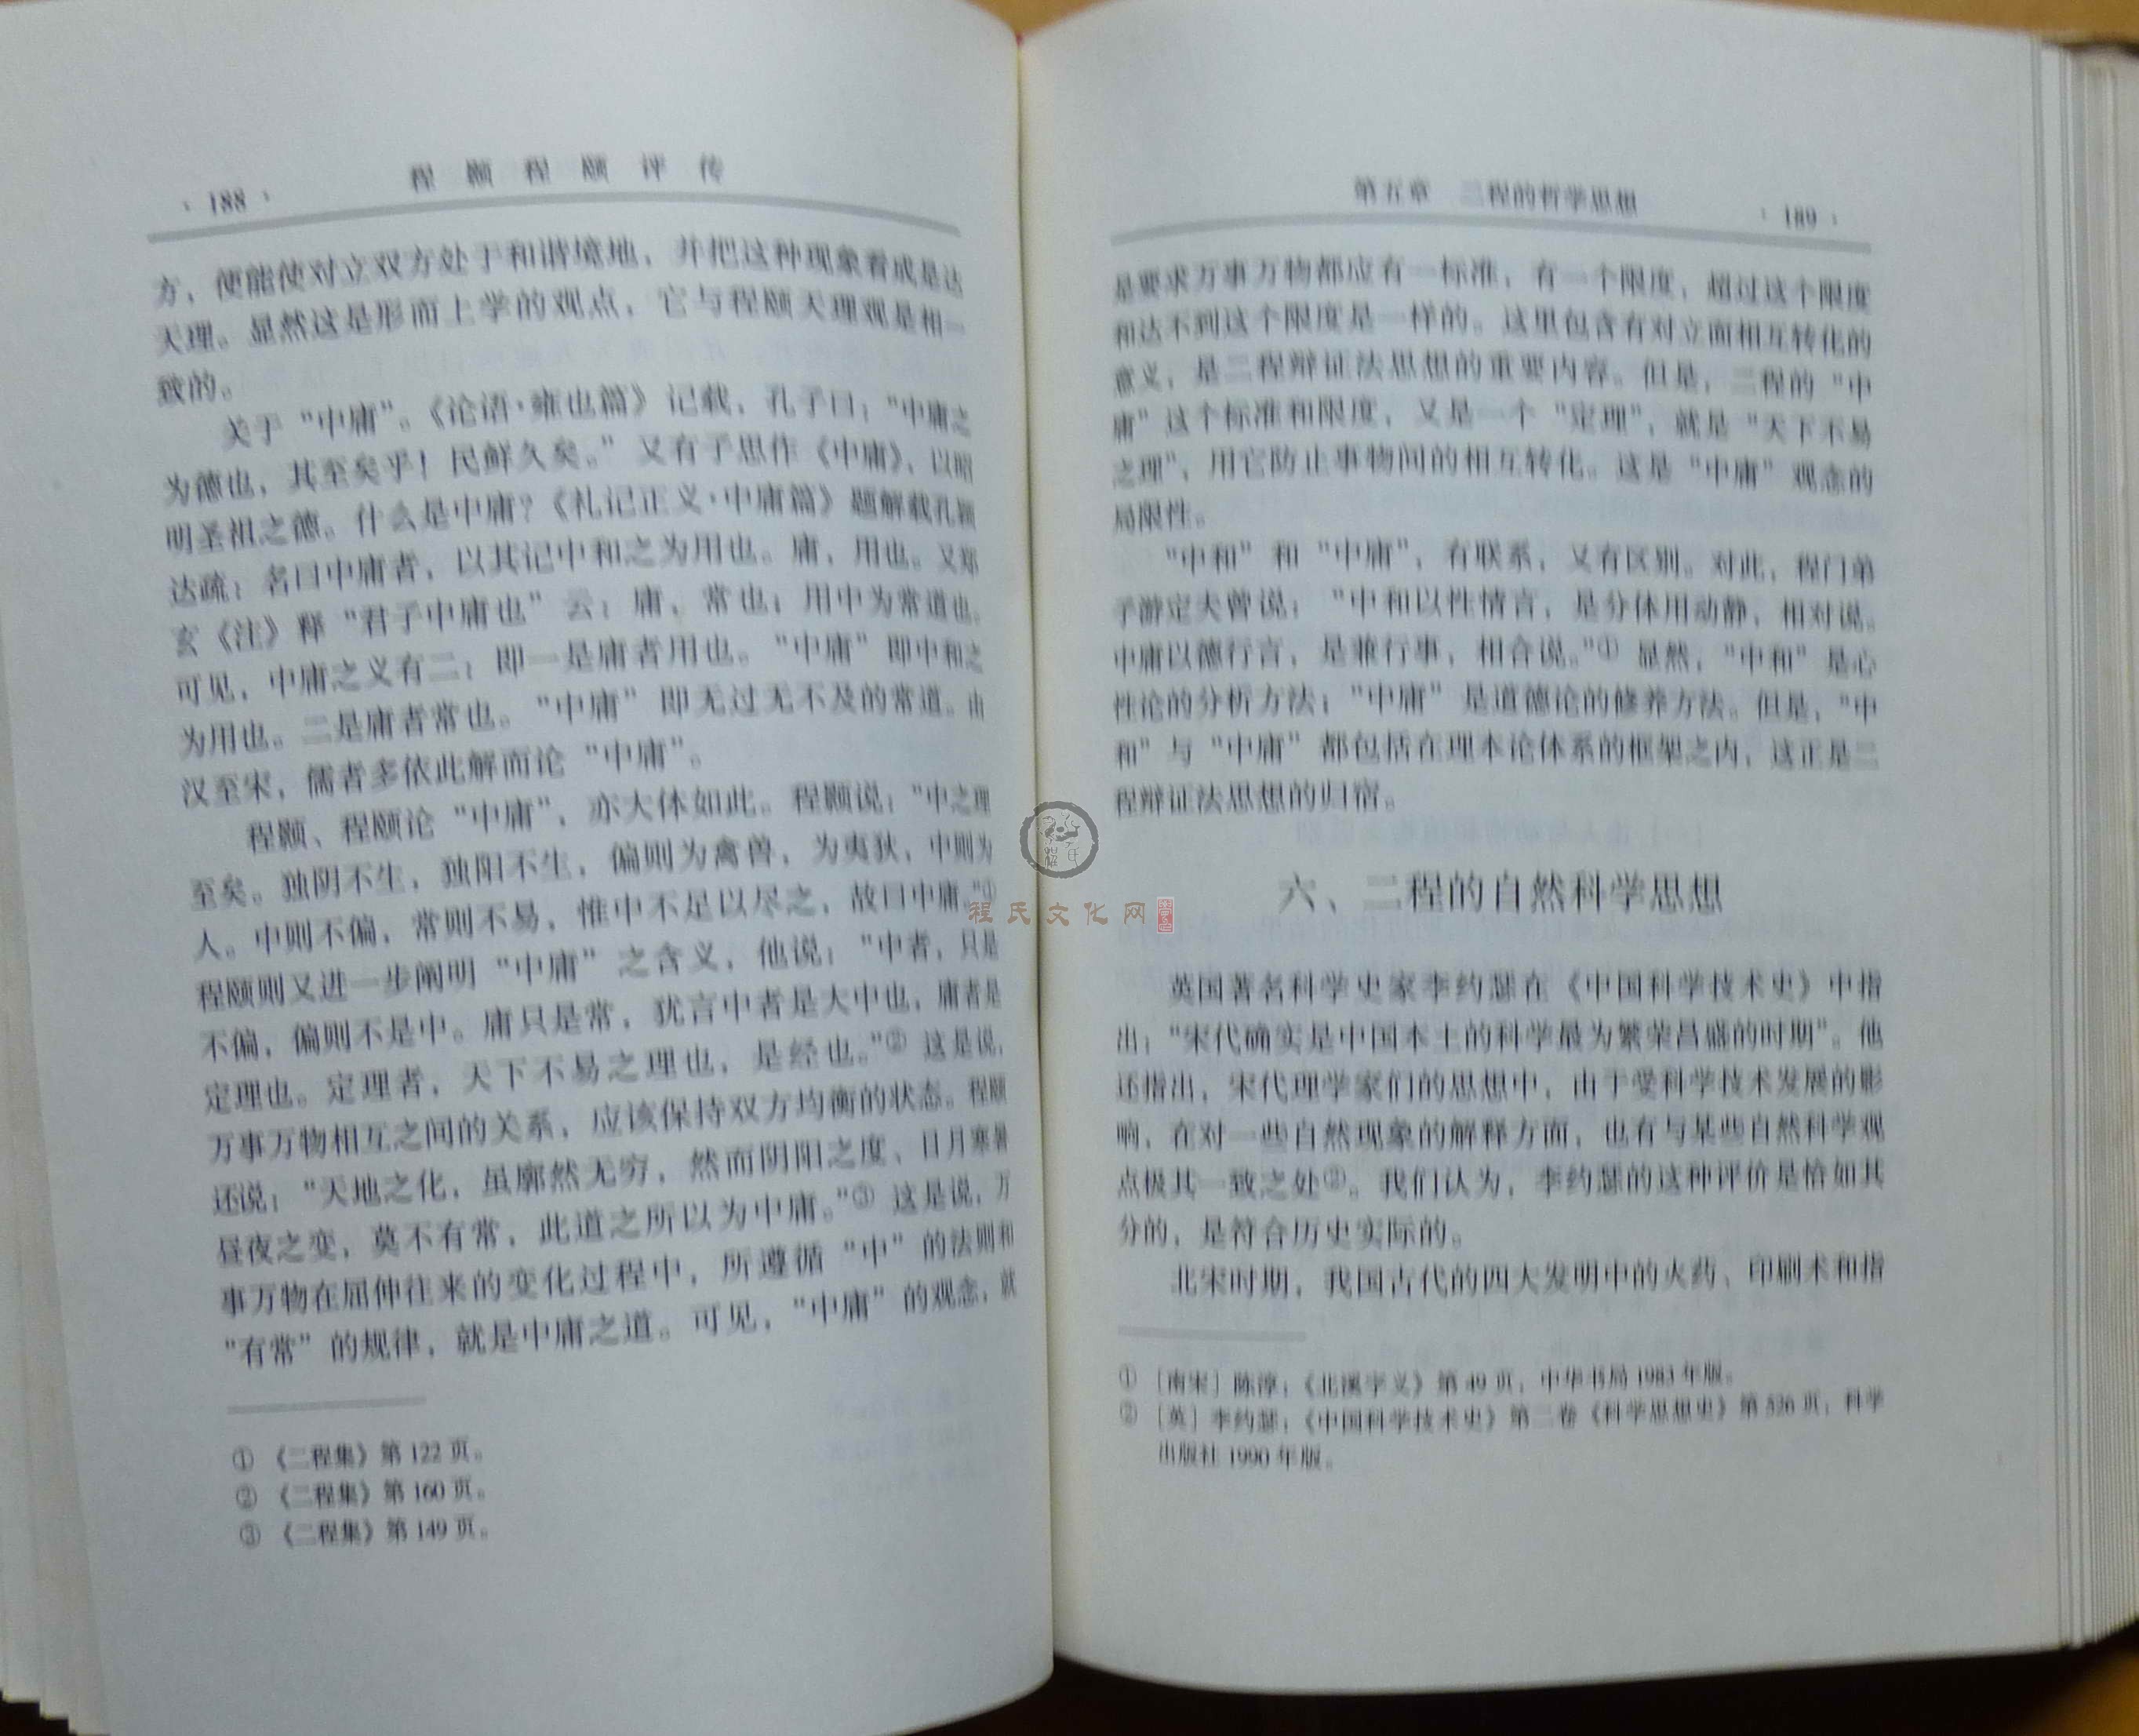 · 188 ·
程颢程颐评传
方，便能使对立双方处于和谐境地，并把这种现象看成是达
天理。显然这是形而上学的观点，它与程颐天理观是相一
致的。
关于“中庸”。《论语·雍也篇》记载，孔子曰：“中庸之
为德也，其至矣乎！民鲜久矣。”又有子思作《中庸》，以昭
明圣祖之德。什么是中庸？《礼记正义·中庸篇》题解载孔颖
达疏：名曰中庸者，以其记中和之为用也。庸，用也。又郑
玄《注》释“君子中庸也”云：庸，常也；用中为常道也。
可见，中庸之义有二：即一是庸者用也。“中庸”即中和之
为用也。二是庸者常也。“中庸”即无过无不及的常道。由
汉至宋，儒者多依此解而论“中庸”。
程颢、程颐论“中庸”，亦大体如此。程颢说：“中之理
至矣。独阴不生，独阳不生，偏则为禽兽，为夷狄，中则为
人。中则不偏，常则不易，惟中不足以尽之，故曰中庸。”①
程颐则又进一步阐明“中庸”之含义，他说：“中者，只是
不偏，偏则不是中。庸只是常，犹言中者是大中也，庸者是
定理也。定理者，天下不易之理也，是经也。”② 这是说，
万事万物相互之间的关系，应该保持双方均衡的状态。程颐
还说：“天地之化，虽廓然无穷，然而阴阳之度、日月寒暑
昼夜之变，莫不有常，此道之所以为中庸。”③ 这是说，万
事万物在屈伸往来的变化过程中，所遵循“中”的法则和
“有常”的规律，就是中庸之道。可见，“中庸”的观念，就
① 《二程集》第 122 页。
② 《二程集》第 160 页。
③ 《二程集》第 149 页。
第五章 二程的哲学思想
· 189 ·
是要求万事万物都应有一标准，有一个限度，超过这个限度
和达不到这个限度是一样的。这里包含有对立面相互转化的
意义，是二程辩证法思想的重要内容。但是，二程的“中
庸”这个标准和限度，又是一个“定理”，就是“天下不易
之理”，用它防止事物间的相互转化。这是“中庸”观念的
局限性。
“中和”和“中庸”，有联系，又有区别。对此，程门弟
子游定夫曾说：“中和以性情言，是分体用动静，相对说。
中庸以德行言，是兼行事，相合说。”① 显然，“中和”是心
性论的分析方法；“中庸”是道德论的修养方法。但是，“中
和”与“中庸”都包括在理本论体系的框架之内，这正是二
程辩证法思想的归宿。
六、二程的自然科学思想
英国著名科学史家李约瑟在《中国科学技术史》中指
出：“宋代确实是中国本土的科学最为繁荣昌盛的时期”。他
还指出，宋代理学家们的思想中，由于受科学技术发展的影
响，在对一些自然现象的解释方面，也有与某些自然科学观
点极其一致之处②。我们认为，李约瑟的这种评价是恰如其
分的，是符合历史实际的。
北宋时期，我国古代的四大发明中的火药、印刷术和指
① ［南宋］陈淳：《北溪字义》第 49 页，中华书局 1983 年版。
② ［英］李约瑟：《中国科学技术史》第二卷《科学思想史》第 526 页，科学
出版社 1990 年版。
程氏文化网